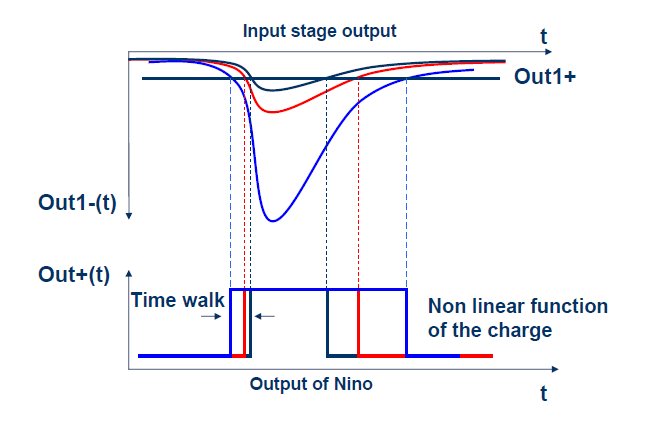 Input stage output
t
Out1+
Out1-(t)
Out+(t)
Time walk
Non linear function
of the charge
Output of Nino
t